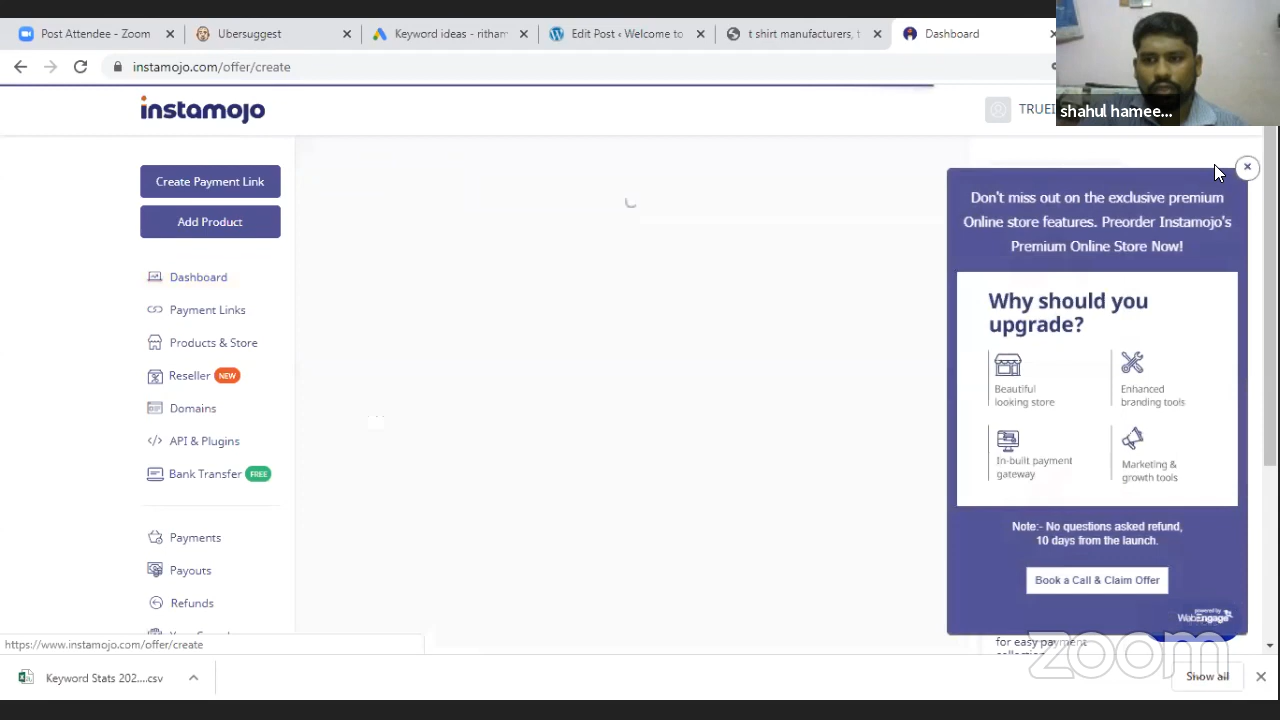 Post Attendee - Zoom
Ubersuggest
Keyword ideas - ritham
Edit Post ‹ Welcome to
t shirt manufacturers, t
Dashboard
instamojo.com/offer/create
instamojo
shahul hamee...
Create Payment Link
Add Product
Dashboard
Payment Links
Products & Store
Reseller NEW
Domains
API & Plugins
Bank Transfer FREE
Payments
Payouts
Refunds
Don't miss out on the exclusive premium
Online store features. Preorder Instamojo's
Premium Online Store Now!
Why should you
upgrade?
Beautiful
looking store
Enhanced
branding tools
In-built payment
gateway
Marketing &
growth tools
Note:- No questions asked refund,
10 days from the launch.
Book a Call & Claim Offer
powered by
WebEngage
for easy payment
https://www.instamojo.com/offer/create
zoom
Keyword Stats 202....csv
Show all